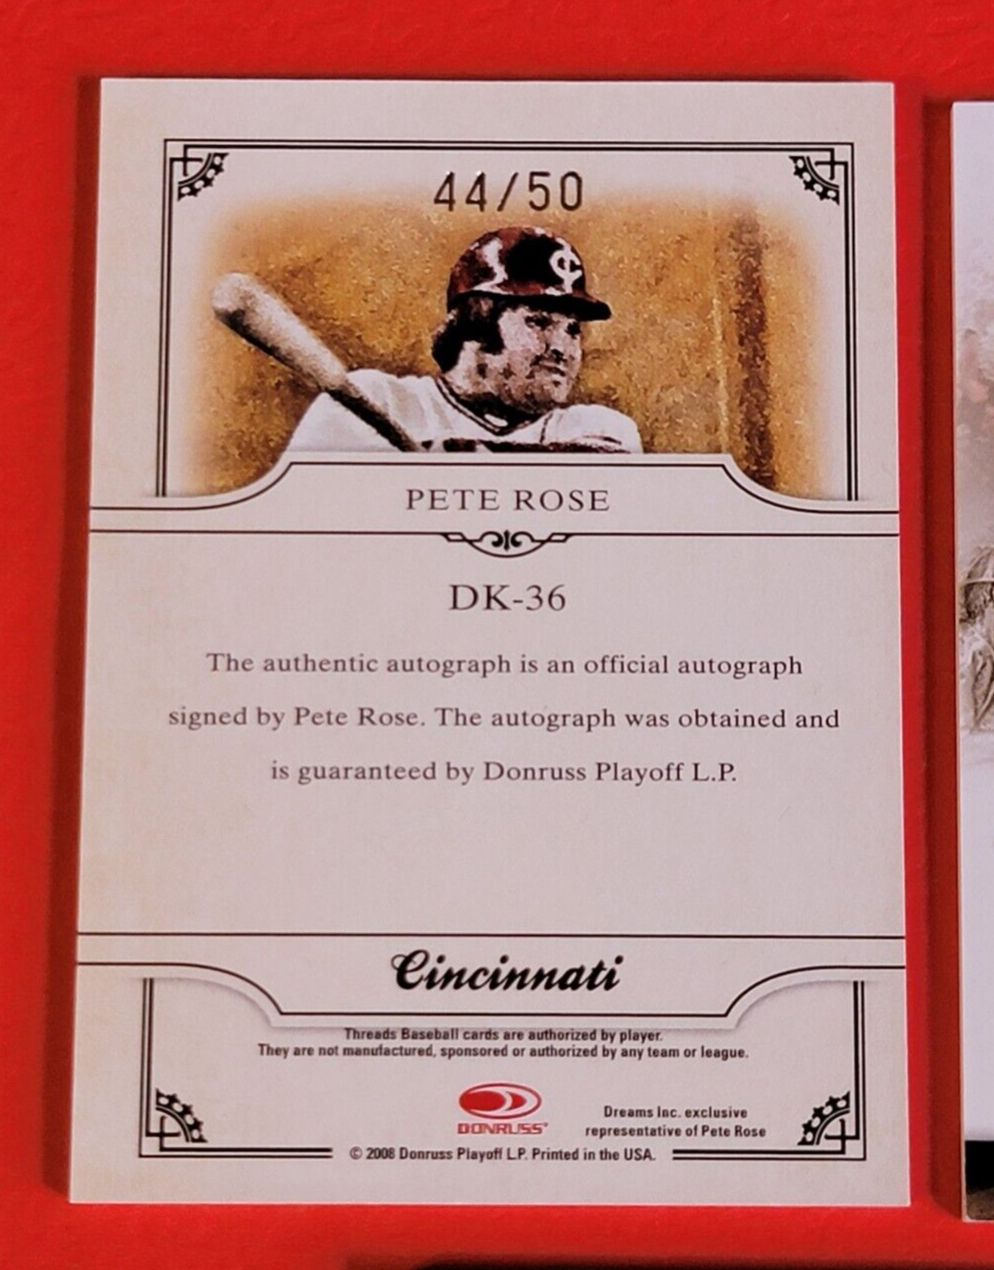 44/50
PETE ROSE
DK-36
The authentic autograph is an official autograph
signed by Pete Rose. The autograph was obtained and
is guaranteed by Donruss Playoff L.P.
Cincinnati
Threads Baseball cards are authorized by player.
They are not manufactured, sponsored or authorized by any team or league.
DONRUSS®
Dreams Inc. exclusive
representative of Pete Rose
© 2008 Donruss Playoff L.P. Printed in the USA.